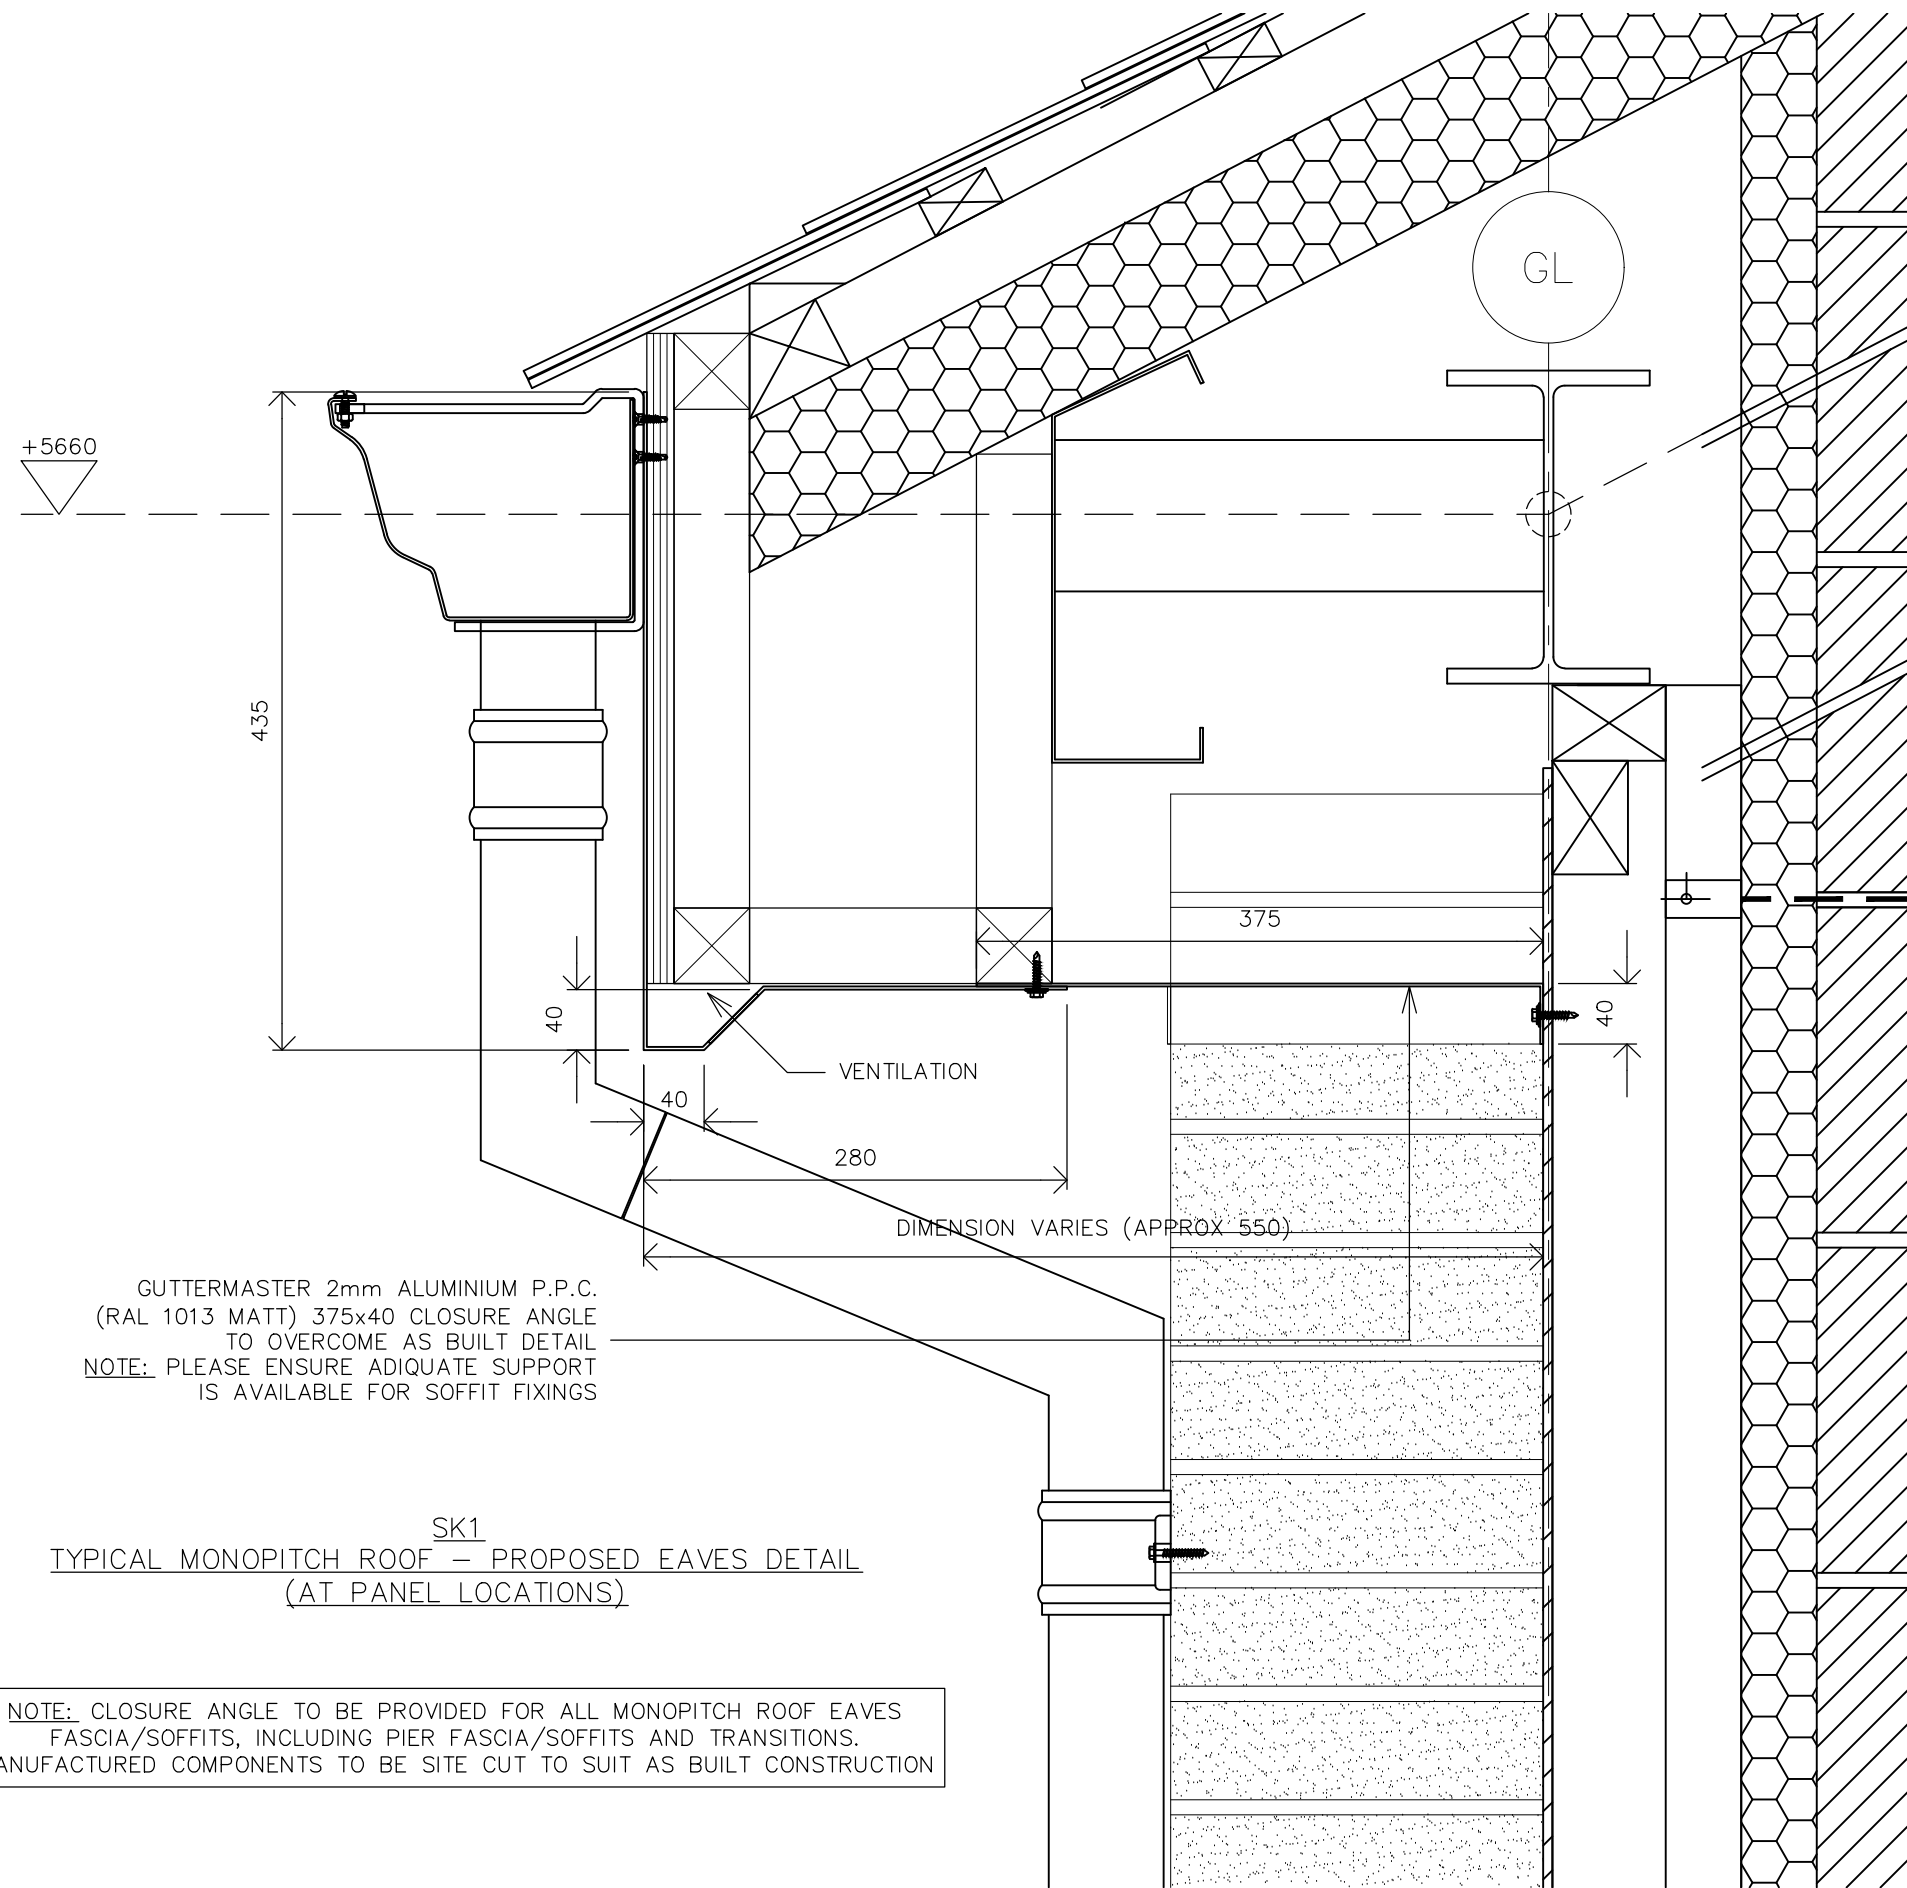 GL
+5660
435
375
40
40
VENTILATION
40
280
DIMENSION VARIES (APPROX 550)
GUTTERMASTER 2mm ALUMINIUM P.P.C.
(RAL 1013 MATT) 375x40 CLOSURE ANGLE
TO OVERCOME AS BUILT DETAIL
NOTE: PLEASE ENSURE ADIQUATE SUPPORT
IS AVAILABLE FOR SOFFIT FIXINGS
SK1
TYPICAL MONOPITCH ROOF – PROPOSED EAVES DETAIL
(AT PANEL LOCATIONS)
NOTE: CLOSURE ANGLE TO BE PROVIDED FOR ALL MONOPITCH ROOF EAVES
FASCIA/SOFFITS, INCLUDING PIER FASCIA/SOFFITS AND TRANSITIONS.
ANUFACTURED COMPONENTS TO BE SITE CUT TO SUIT AS BUILT CONSTRUCTION